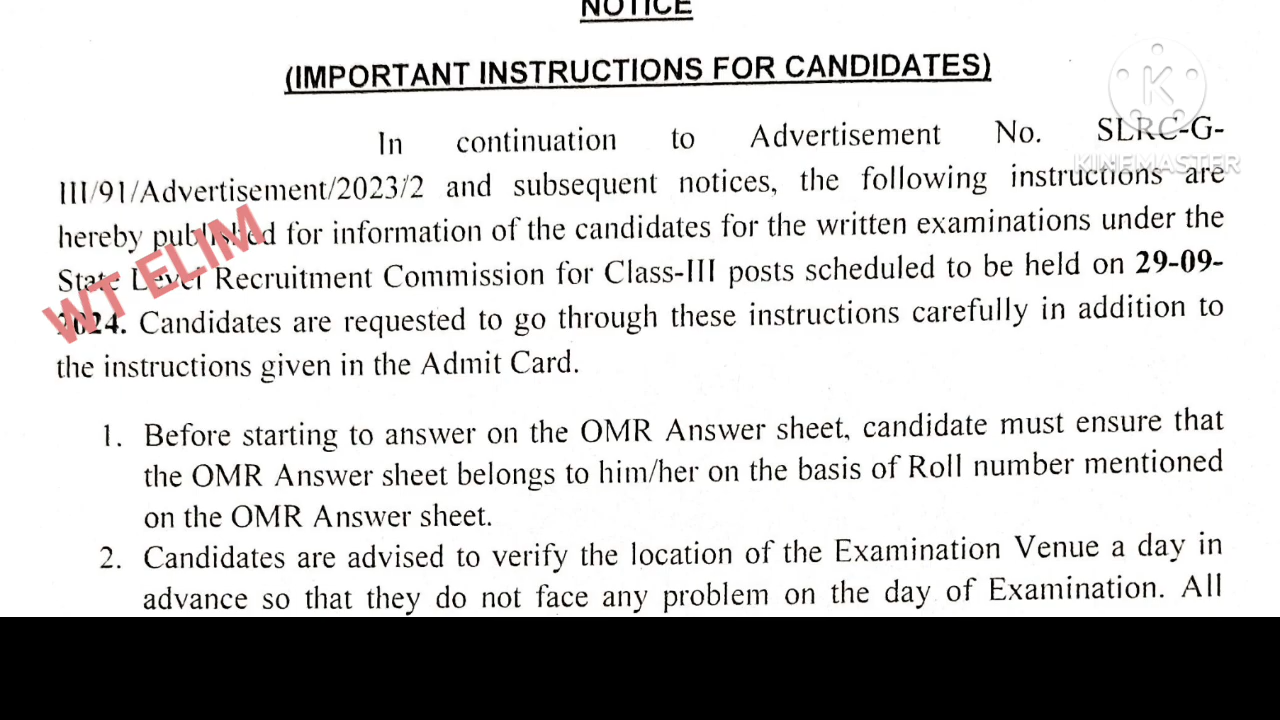 NOTICE
(IMPORTANT INSTRUCTIONS FOR CANDIDATES)
In continuation to Advertisement No. SLRC-G-
III/91/Advertisement/2023/2 and subsequent notices, the following instructions are
hereby published for information of the candidates for the written examinations under the
State Level Recruitment Commission for Class-III posts scheduled to be held on 29-09-
2024. Candidates are requested to go through these instructions carefully in addition to
the instructions given in the Admit Card.
1. Before starting to answer on the OMR Answer sheet, candidate must ensure that
the OMR Answer sheet belongs to him/her on the basis of Roll number mentioned
on the OMR Answer sheet.
2. Candidates are advised to verify the location of the Examination Venue a day in
advance so that they do not face any problem on the day of Examination. All
WT ELIM
K
KINEMASTER